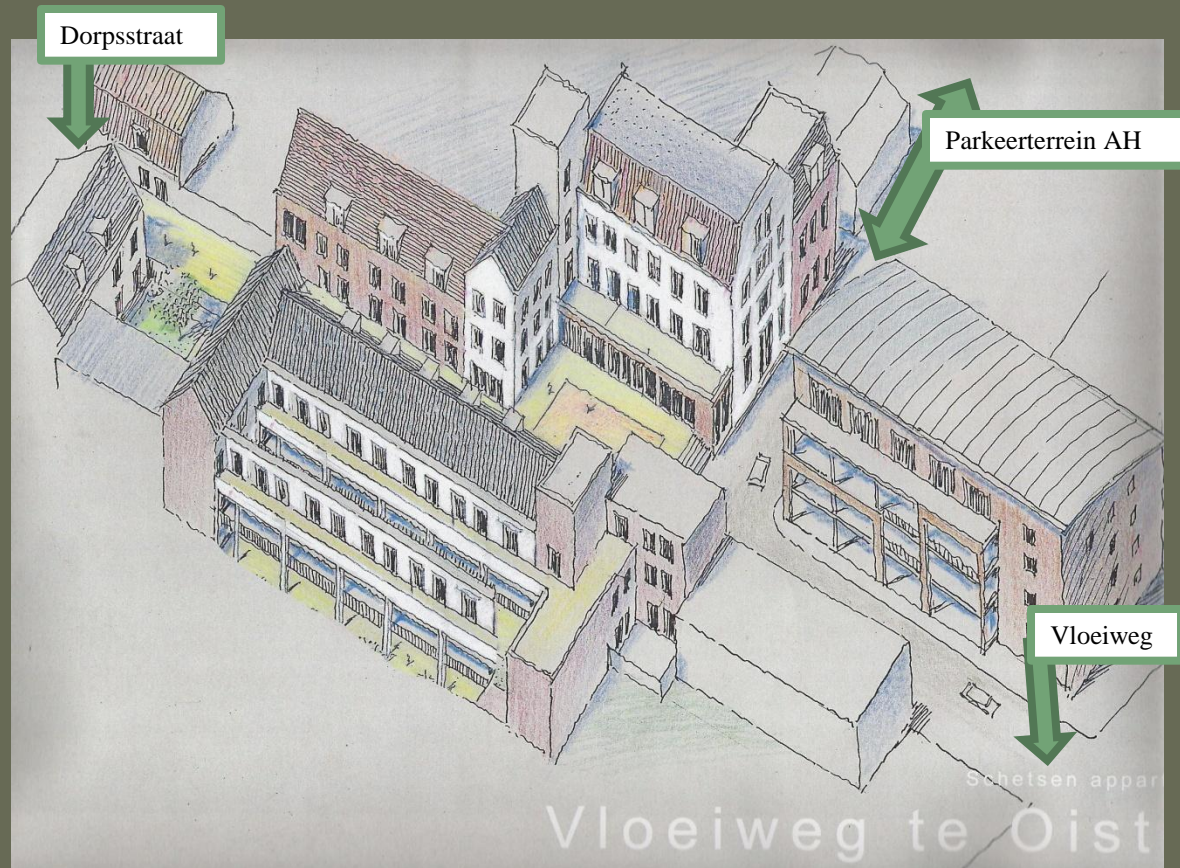 Dorpsstraat
Parkeerterrein AH
Vloeiweg
Schetsen appar
Vloeiweg te Oist